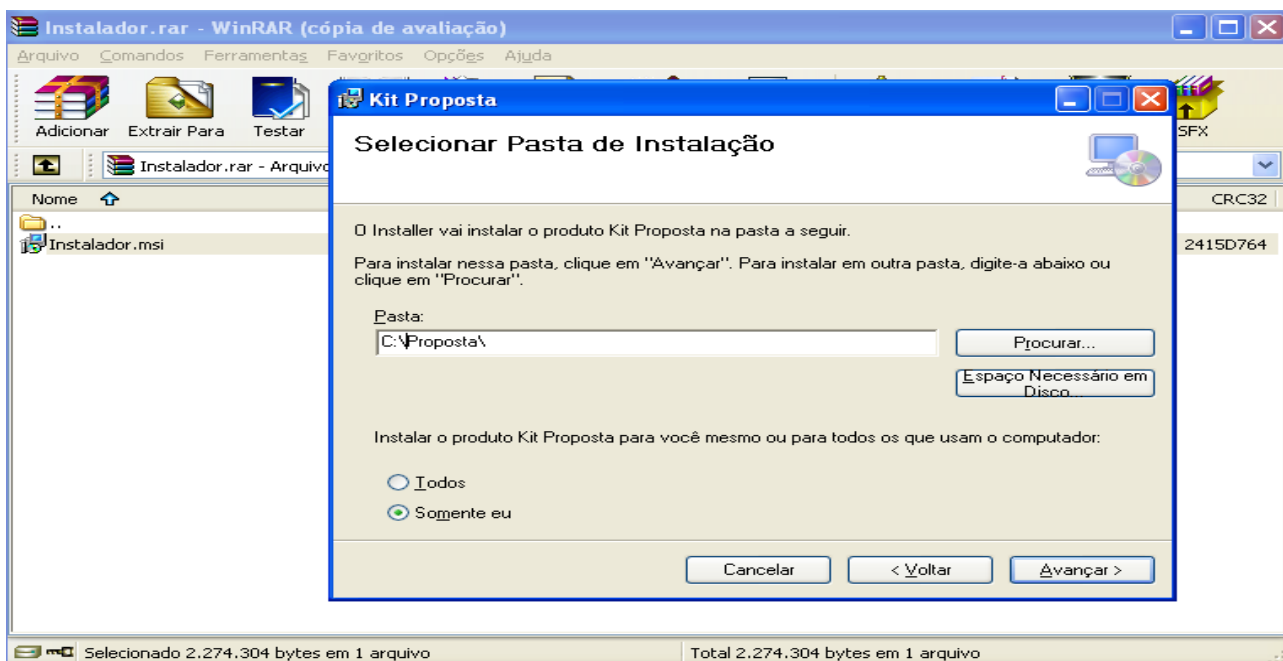 Instalador.rar - WinRAR (cópia de avaliação)
Arquivo Comandos Ferramentas Favoritos Opções Ajuda
Adicionar Extrair Para Testar
SFX
Instalador.rar - Arquivo
Nome
CRC32
..
Instalador.msi
2415D764
Kit Proposta
Selecionar Pasta de Instalação
O Installer vai instalar o produto Kit Proposta na pasta a seguir.
Para instalar nessa pasta, clique em "Avançar". Para instalar em outra pasta, digite-a abaixo ou
clique em "Procurar".
Pasta:
C:\Proposta\
Procurar...
Espaço Necessário em
Disco...
Instalar o produto Kit Proposta para você mesmo ou para todos os que usam o computador:
Todos
Somente eu
Cancelar < Voltar Avançar >
Selecionado 2.274.304 bytes em 1 arquivo Total 2.274.304 bytes em 1 arquivo